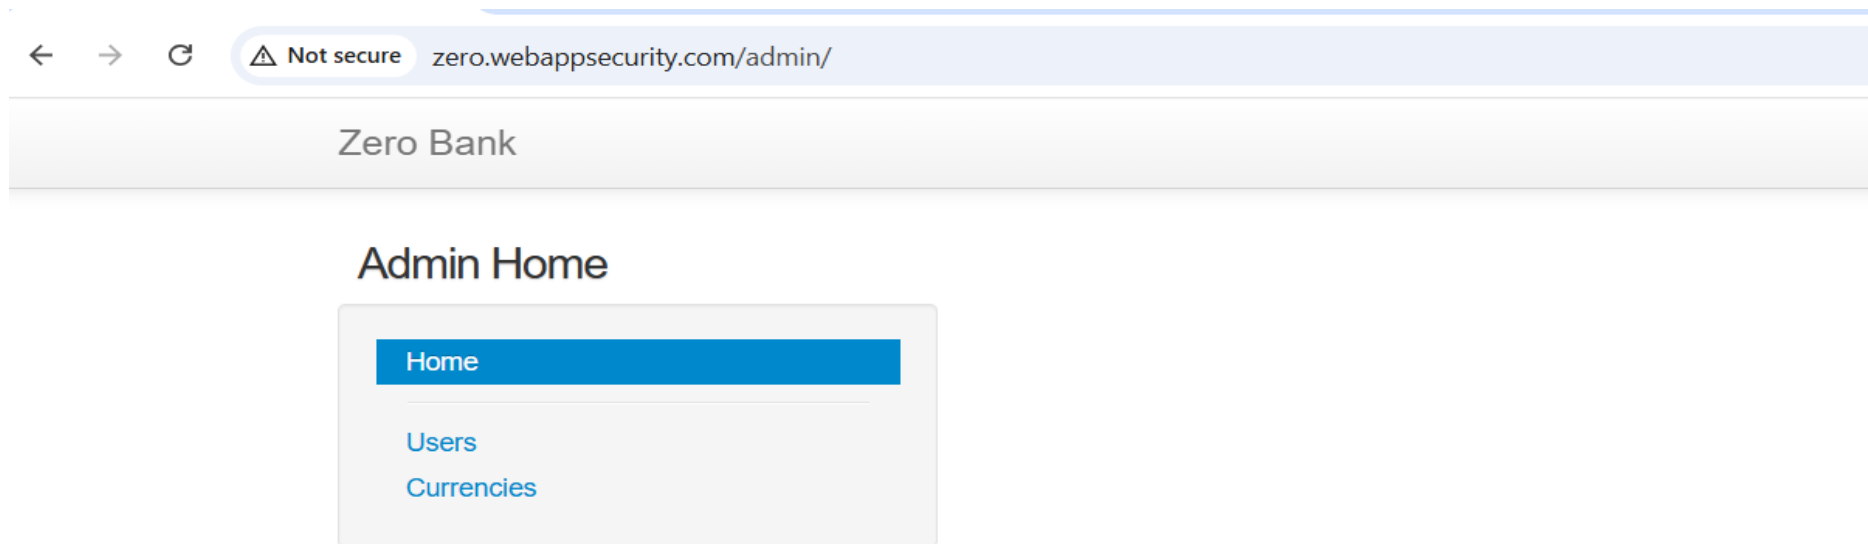 Not secure zero.webappsecurity.com/admin/
Zero Bank
Admin Home
Home
Users
Currencies